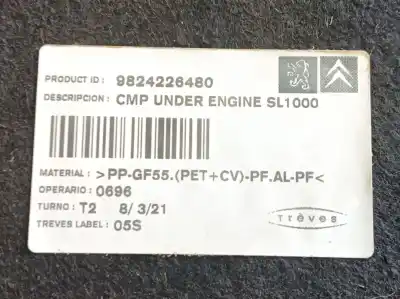 PRODUCT ID : 9824226480
DESCRIPCION : CMP UNDER ENGINE SL1000
MATERIAL : >PP-GF55.(PET+CV)-PF.AL-PF<
OPERARIO : 0696
TURNO : T2 8/ 3/21
TREVES LABEL : 05S
Trèves